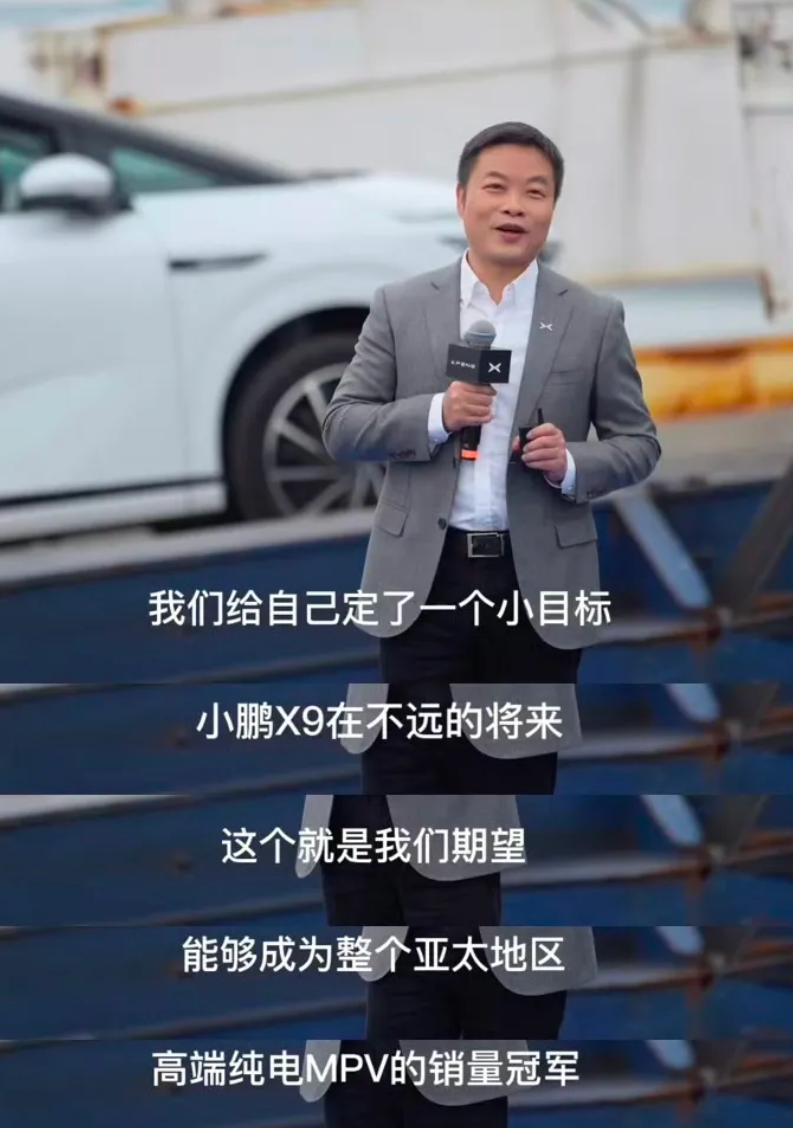 XPENG
我们给自己定了一个小目标
小鹏X9在不远的将来
这个就是我们期望
能够成为整个亚太地区
高端纯电MPV的销量冠军